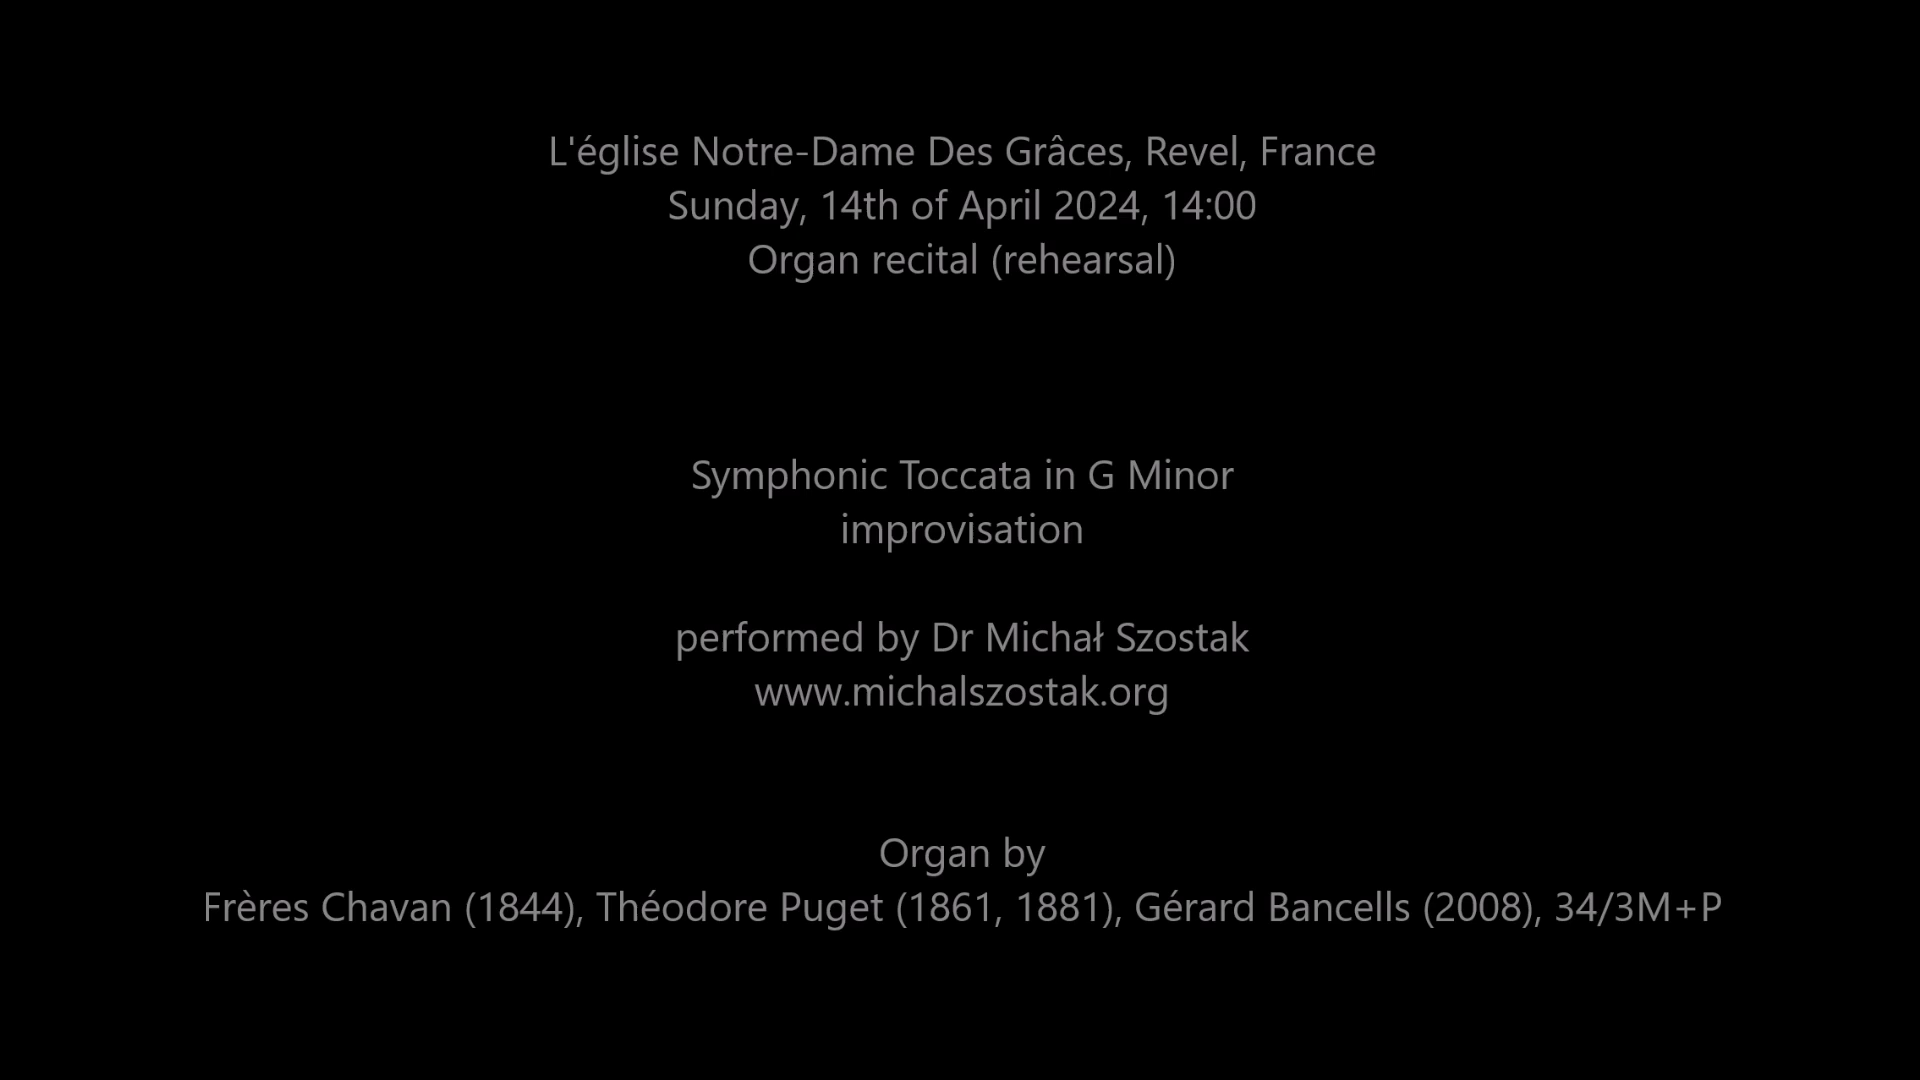 L'église Notre-Dame Des Grâces, Revel, France
Sunday, 14th of April 2024, 14:00
Organ recital (rehearsal)
Symphonic Toccata in G Minor
improvisation
performed by Dr Michał Szostak
www.michalszostak.org
Organ by
Frères Chavan (1844), Théodore Puget (1861, 1881), Gérard Bancells (2008), 34/3M+P